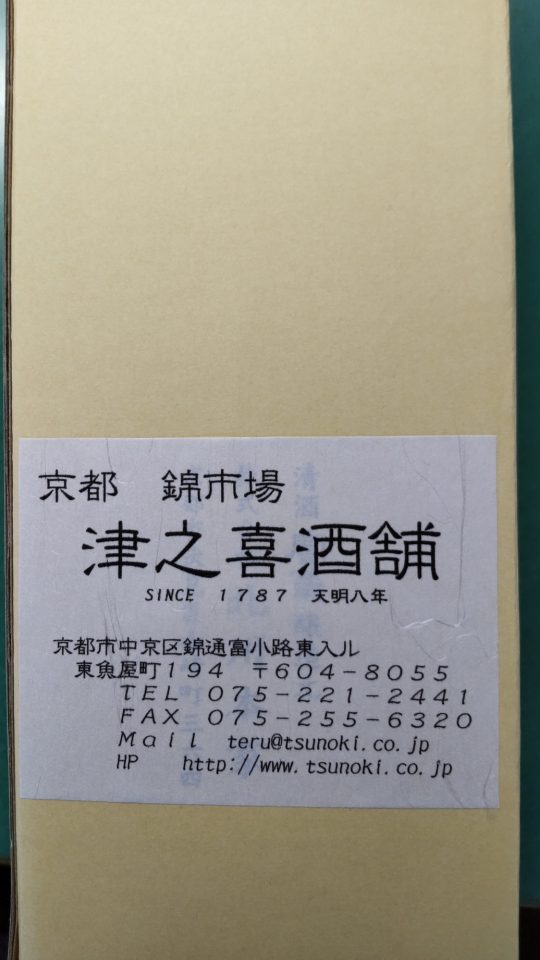 京都　錦市場
津之喜酒舗
SINCE 1787 天明八年
京都市中京区錦通富小路東入ル
東魚屋町１９４　〒６０４－８０５５
ＴＥＬ　０７５－２２１－２４４１
ＦＡＸ　０７５－２５５－６３２０
Ｍａｉｌ　teru@tsunoki.co.jp
HP　http://www.tsunoki.co.jp
清酒